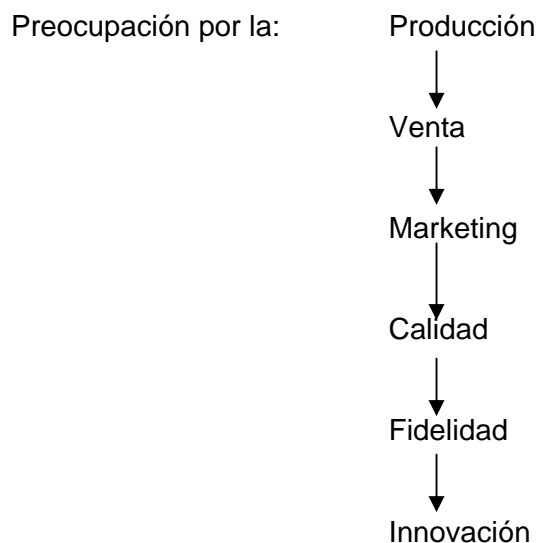 Preocupación por la: Producción
Venta
Marketing
Calidad
Fidelidad
Innovación